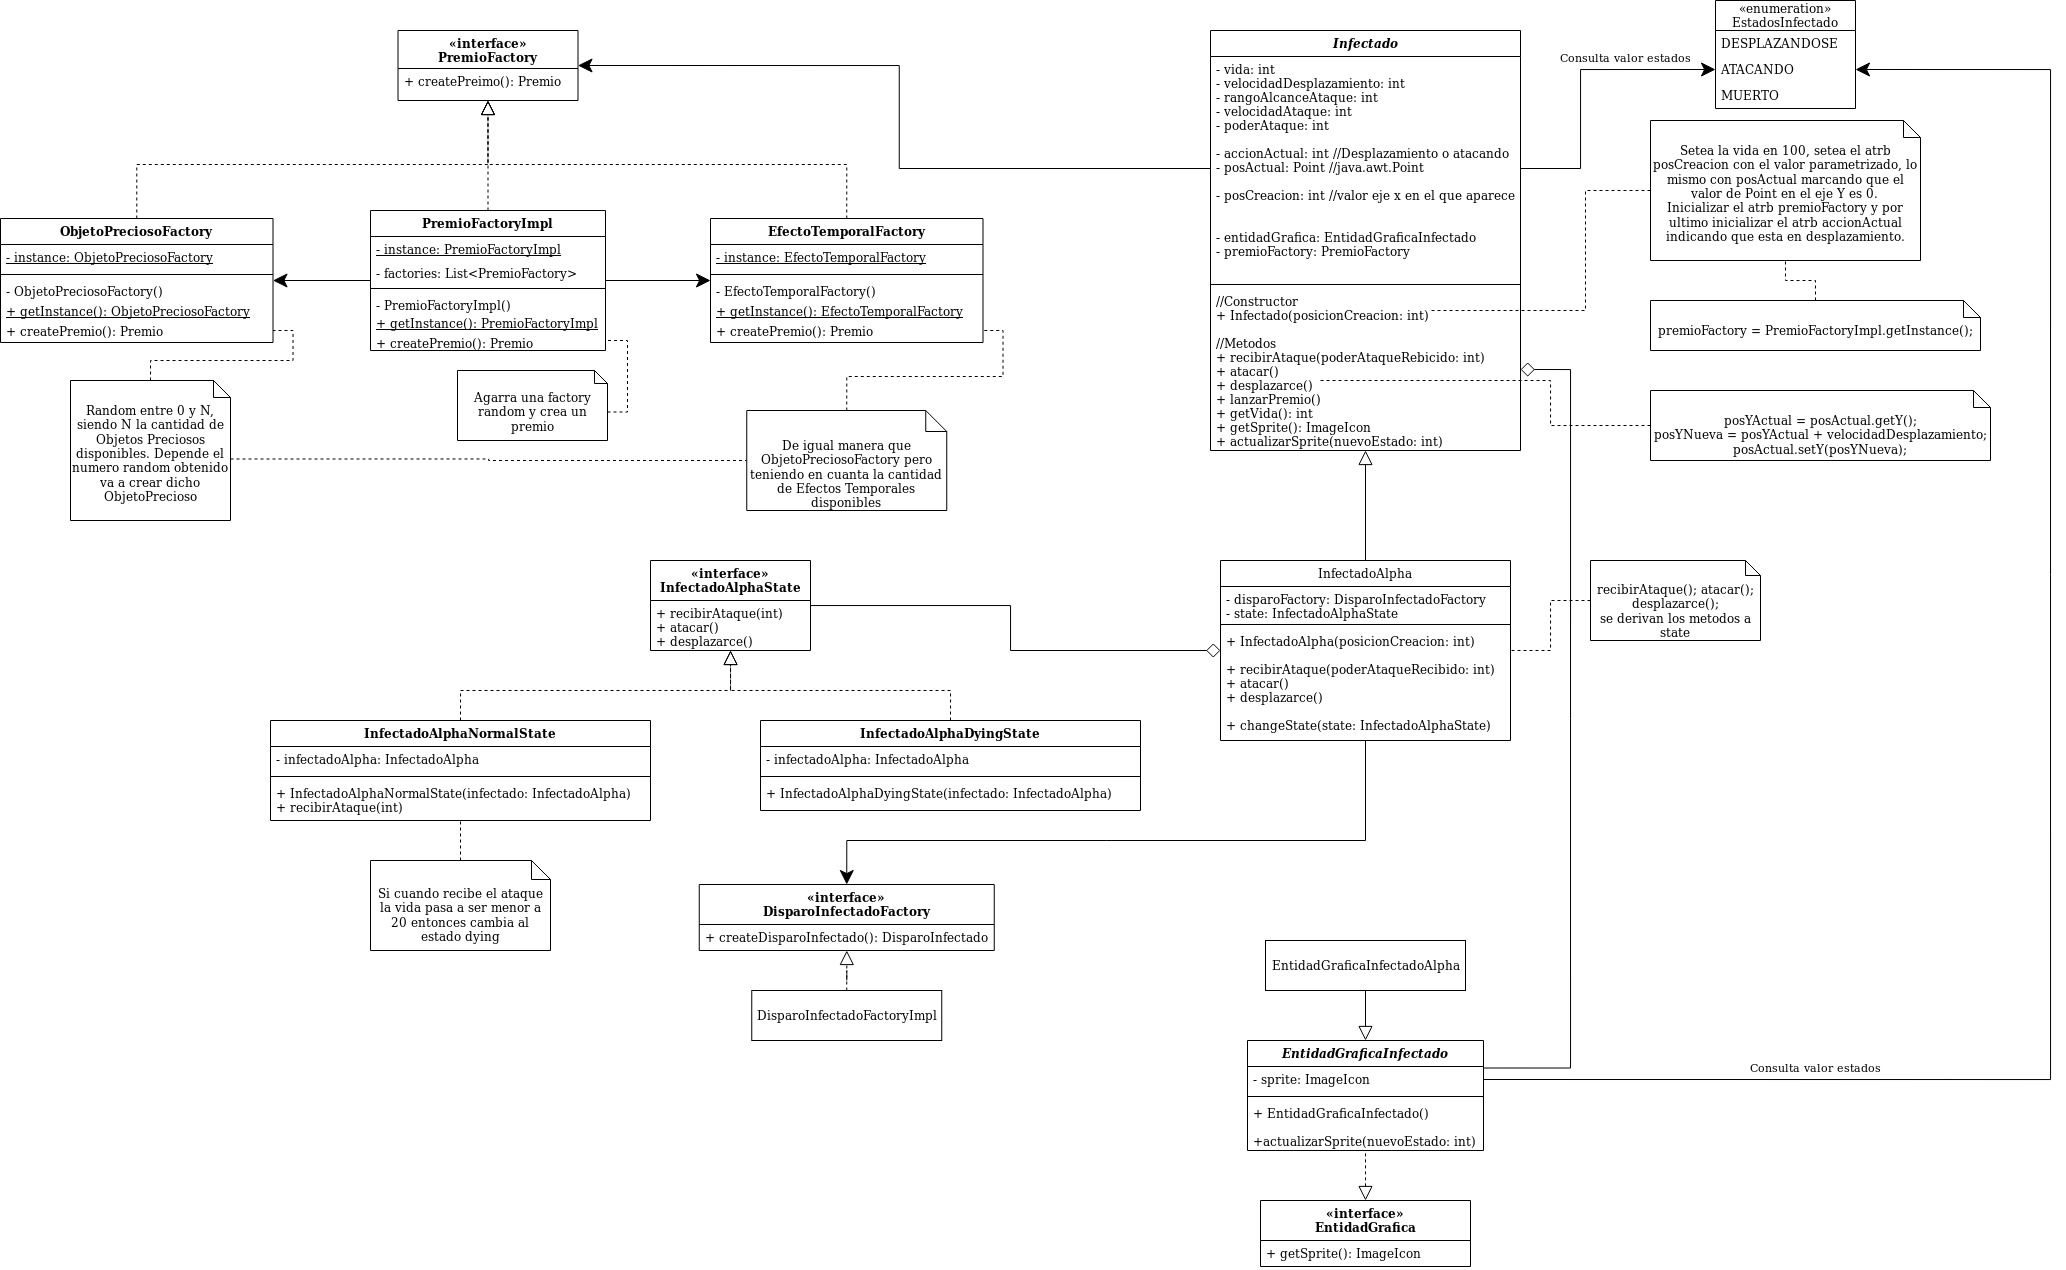 «interface»
PremioFactory
+ createPreimo(): Premio
ObjetoPreciosoFactory
- instance: ObjetoPreciosoFactory
- ObjetoPreciosoFactory()
+ getInstance(): ObjetoPreciosoFactory
+ createPremio(): Premio
PremioFactoryImpl
- instance: PremioFactoryImpl
- factories: List<PremioFactory>
- PremioFactoryImpl()
+ getInstance(): PremioFactoryImpl
+ createPremio(): Premio
EfectoTemporalFactory
- instance: EfectoTemporalFactory
- EfectoTemporalFactory()
+ getInstance(): EfectoTemporalFactory
+ createPremio(): Premio
Random entre 0 y N,
siendo N la cantidad de
Objetos Preciosos
disponibles. Depende el
numero random obtenido
va a crear dicho
ObjetoPrecioso
Agarra una factory
random y crea un
premio
De igual manera que
ObjetoPreciosoFactory pero
teniendo en cuanta la cantidad
de Efectos Temporales
disponibles
Infectado
- vida: int
- velocidadDesplazamiento: int
- rangoAlcanceAtaque: int
- velocidadAtaque: int
- poderAtaque: int
- accionActual: int //Desplazamiento o atacando
- posActual: Point //java.awt.Point
- posCreacion: int //valor eje x en el que aparece
- entidadGrafica: EntidadGraficaInfectado
- premioFactory: PremioFactory
//Constructor
+ Infectado(posicionCreacion: int)
//Metodos
+ recibirAtaque(poderAtaqueRebicido: int)
+ atacar()
+ desplazarce()
+ lanzarPremio()
+ getVida(): int
+ getSprite(): ImageIcon
+ actualizarSprite(nuevoEstado: int)
Consulta valor estados
«enumeration»
EstadosInfectado
DESPLAZANDOSE
ATACANDO
MUERTO
Setea la vida en 100, setea el atrb
posCreacion con el valor parametrizado, lo
mismo con posActual marcando que el
valor de Point en el eje Y es 0.
Inicializar el atrb premioFactory y por
ultimo inicializar el atrb accionActual
indicando que esta en desplazamiento.
premioFactory = PremioFactoryImpl.getInstance();
posYActual = posActual.getY();
posYNueva = posYActual + velocidadDesplazamiento;
posActual.setY(posYNueva);
«interface»
InfectadoAlphaState
+ recibirAtaque(int)
+ atacar()
+ desplazarce()
InfectadoAlpha
- disparoFactory: DisparoInfectadoFactory
- state: InfectadoAlphaState
+ InfectadoAlpha(posicionCreacion: int)
+ recibirAtaque(poderAtaqueRecibido: int)
+ atacar()
+ desplazarce()
+ changeState(state: InfectadoAlphaState)
recibirAtaque(); atacar();
desplazarce();
se derivan los metodos a
state
InfectadoAlphaNormalState
- infectadoAlpha: InfectadoAlpha
+ InfectadoAlphaNormalState(infectado: InfectadoAlpha)
+ recibirAtaque(int)
InfectadoAlphaDyingState
- infectadoAlpha: InfectadoAlpha
+ InfectadoAlphaDyingState(infectado: InfectadoAlpha)
Si cuando recibe el ataque
la vida pasa a ser menor a
20 entonces cambia al
estado dying
«interface»
DisparoInfectadoFactory
+ createDisparoInfectado(): DisparoInfectado
DisparoInfectadoFactoryImpl
EntidadGraficaInfectadoAlpha
EntidadGraficaInfectado
- sprite: ImageIcon
+ EntidadGraficaInfectado()
+actualizarSprite(nuevoEstado: int)
Consulta valor estados
«interface»
EntidadGrafica
+ getSprite(): ImageIcon